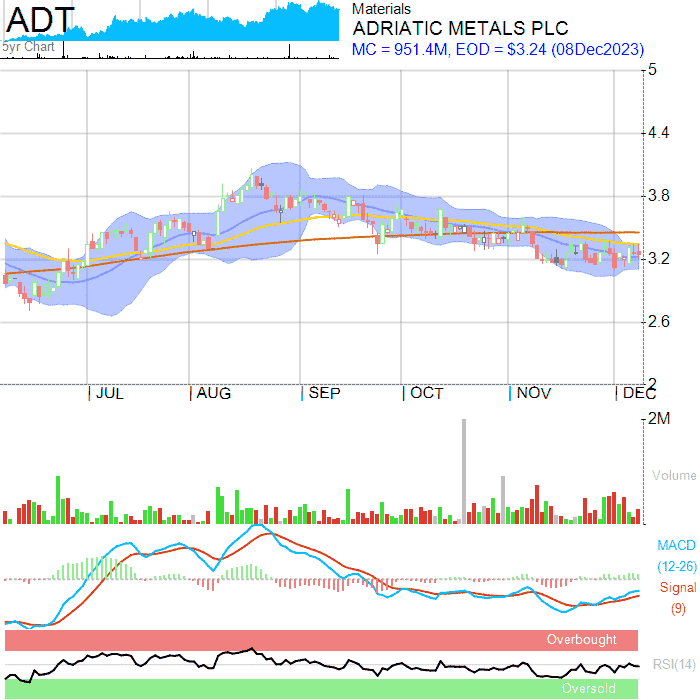 ADT
5yr Chart
Materials
ADRIATIC METALS PLC
MC = 951.4M, EOD = $3.24 (08Dec2023)
5
4.4
3.8
3.2
2.6
2
JUL AUG SEP OCT NOV DEC
2M
Volume
MACD
(12-26)
Signal
(9)
Overbought
RSI(14)
Oversold